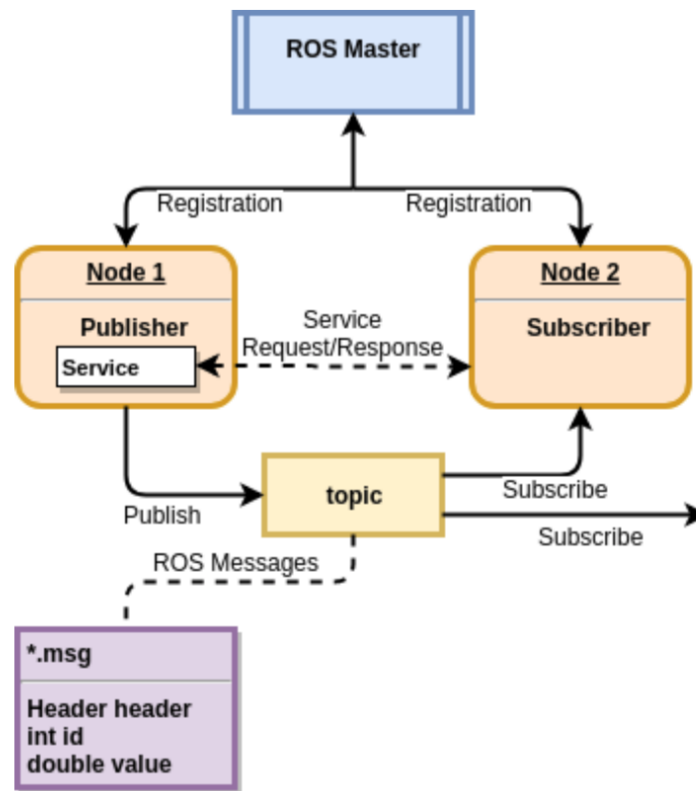 ROS Master
Registration
Registration
Node 1
Publisher
Service
Service
Request/Response
Node 2
Subscriber
Publish
topic
Subscribe
Subscribe
ROS Messages
*.msg
Header header
int id
double value